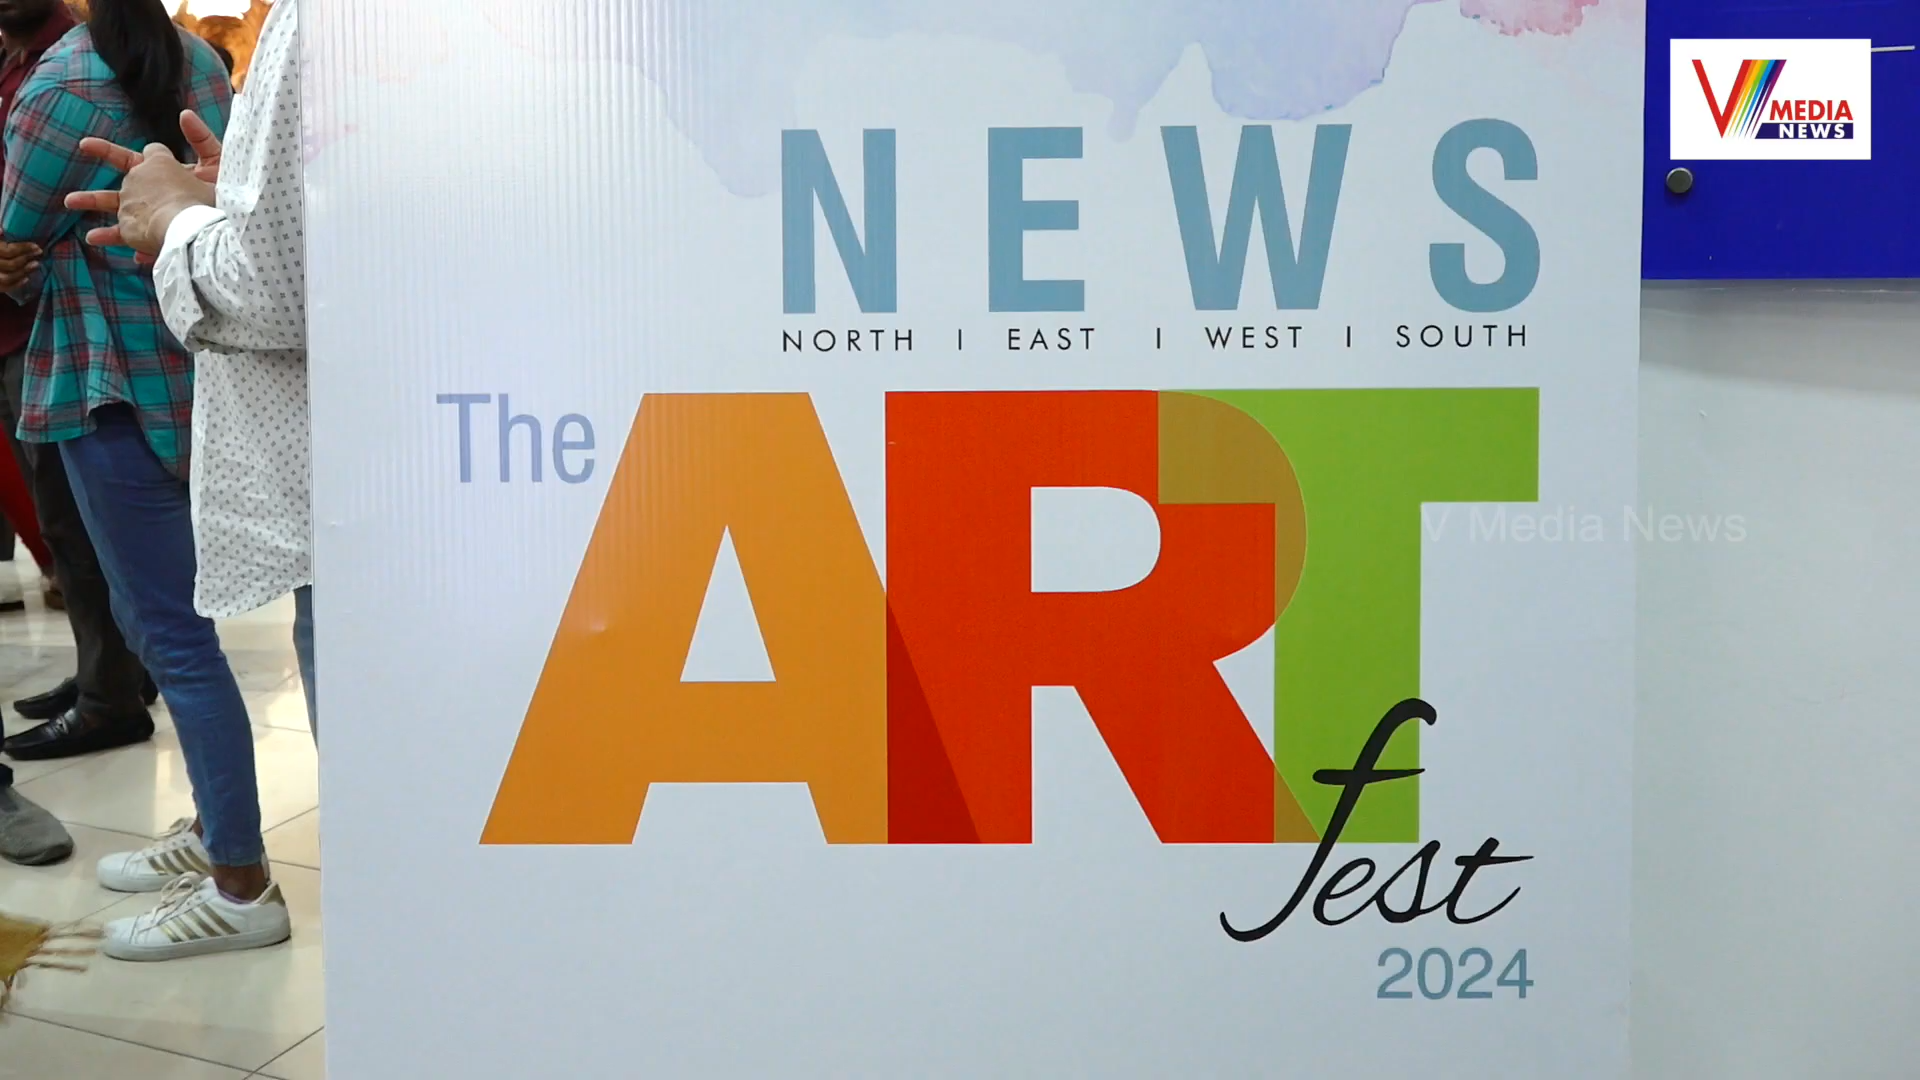 V MEDIA
NEWS
NEWS
NORTH | EAST | WEST | SOUTH
The ART
fest
2024
V Media News